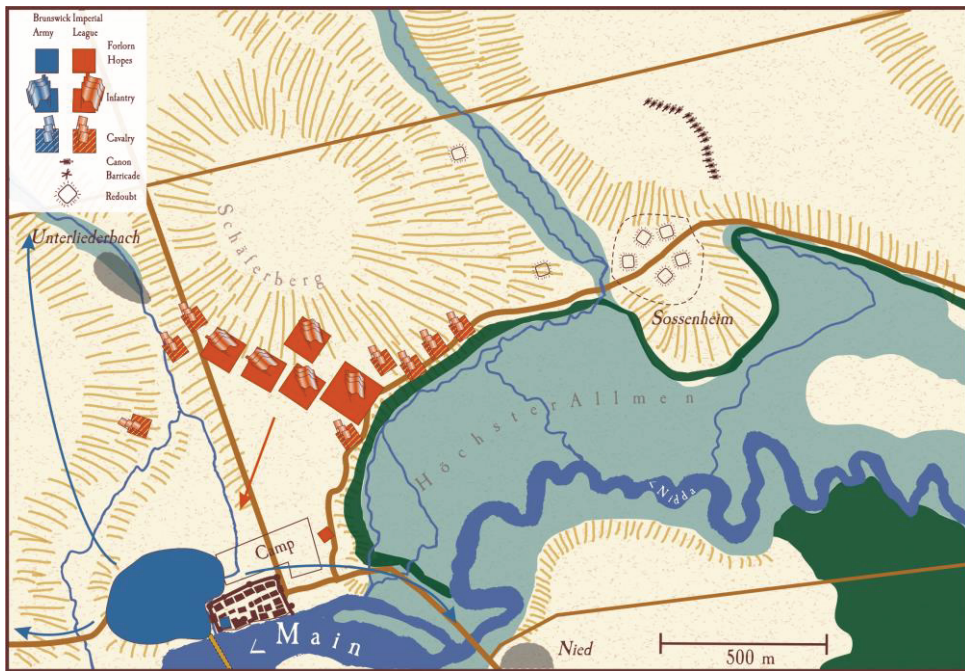 Brunswick Imperial
Army League
Forlorn
Hopes
Infantry
Cavalry
Canon
Barricade
Redoubt
Unterliederbach
Schäferberg
Sossenheim
Höchster Allmen
< Nidda
Camp
< Main
Nied
500 m